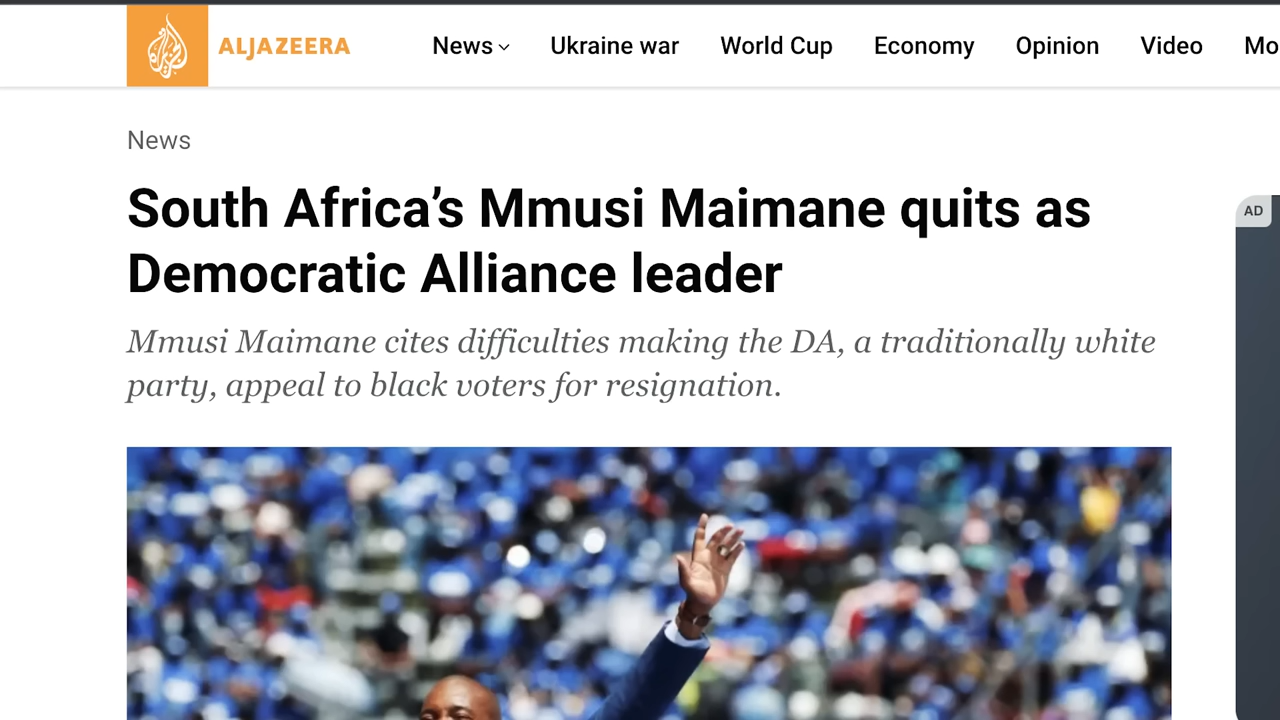 ALJAZEERA
News Ukraine war World Cup Economy Opinion Video Mo
News
South Africa’s Mmusi Maimane quits as
Democratic Alliance leader
AD
Mmusi Maimane cites difficulties making the DA, a traditionally white
party, appeal to black voters for resignation.